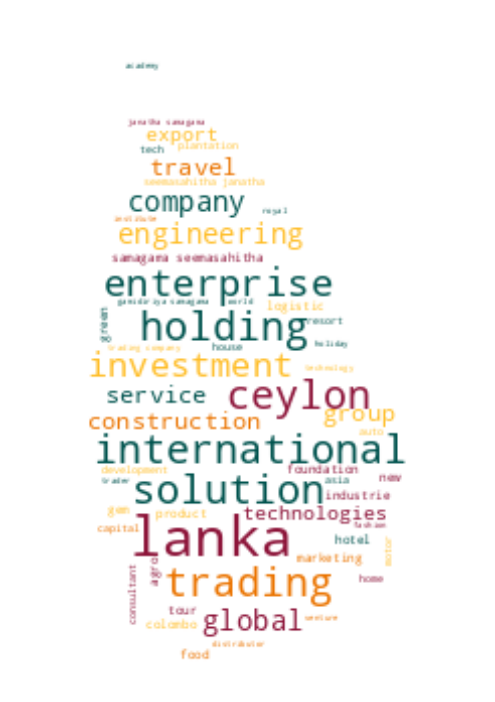 academy
janatha samagama
export
tech plantation
travel
seemasahitha janatha
company
royal
institute
engineering
samagama seemasahitha
enterprise
gamidiriya samagama world
logistic
green
holding
resort
holiday
trading company house
investment
technology
service ceylon
group
construction
auto
international
development foundation
trader solution asia new
industrie
gem product technologies
fashion
capital lanka hotel
motor
marketing
agro
consultant
trading home
tour
colombo global venture
distributor
food